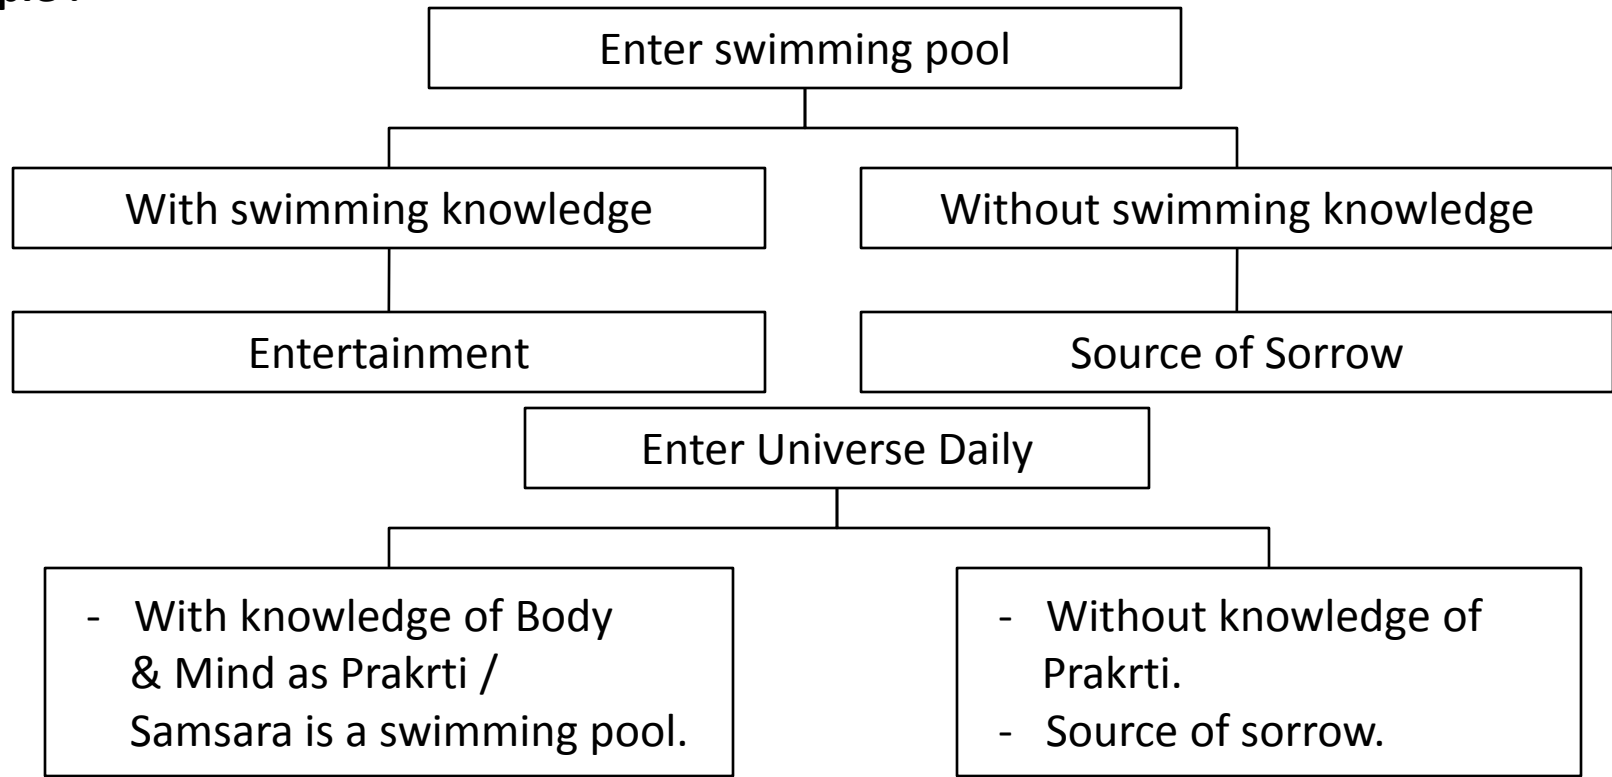 Enter swimming pool
With swimming knowledge
Without swimming knowledge
Entertainment
Source of Sorrow
Enter Universe Daily
- With knowledge of Body
& Mind as Prakrti /
Samsara is a swimming pool.
- Without knowledge of
Prakrti.
- Source of sorrow.